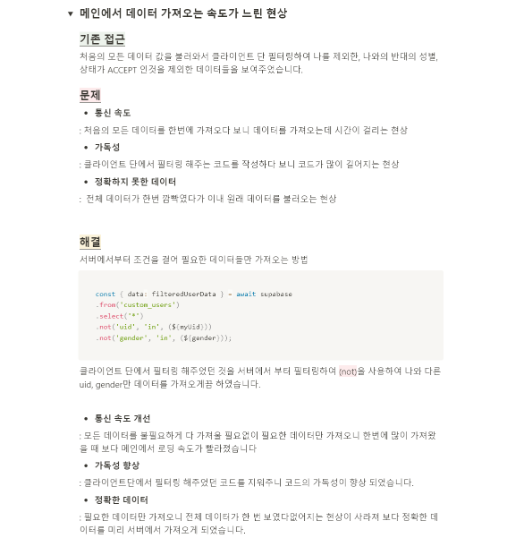 메인에서 데이터 가져오는 속도가 느린 현상
기존 접근
처음의 모든 데이터 값을 불러와서 클라이언트 단 필터링하여 나를 제외한, 나와의 반대의 성별,
상태가 ACCEPT 인것을 제외한 데이터들을 보여주었습니다.
문제
• 통신 속도
: 처음의 모든 데이터를 한번에 가져오다 보니 데이터를 가져오는데 시간이 걸리는 현상
• 가독성
: 클라이언트 단에서 필터링 해주는 코드를 작성하다 보니 코드가 많이 길어지는 현상
• 정확하지 못한 데이터
: 전체 데이터가 한번 깜빡였다가 이내 원래 데이터를 불러오는 현상
해결
서버에서부터 조건을 걸어 필요한 데이터들만 가져오는 방법
const { data: filteredUserData } = await supabase
.from('custom_users')
.select('*')
.not('uid', 'in', (${myUid}))
.not('gender', 'in', (${gender}));
클라이언트 단에서 필터링 해주었던 것을 서버에서 부터 필터링하여 (not)을 사용하여 나와 다른
uid, gender만 데이터를 가져오게끔 하였습니다.
• 통신 속도 개선
: 모든 데이터를 불필요하게 다 가져올 필요없이 필요한 데이터만 가져오니 한번에 많이 가져왔
을 때 보다 메인에서 로딩 속도가 빨라졌습니다
• 가독성 향상
: 클라이언트단에서 필터링 해주었던 코드를 지워주니 코드의 가독성이 향상 되었습니다.
• 정확한 데이터
: 필요한 데이터만 가져오니 전체 데이터가 한 번 보였다없어지는 현상이 사라져 보다 정확한 데
이터를 미리 서버에서 가져오게 되었습니다.